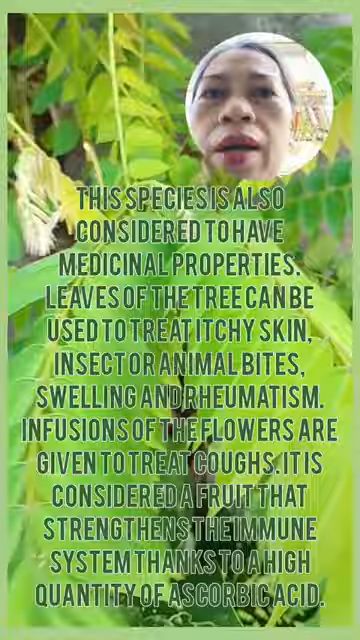 THIS SPECIES IS ALSO
CONSIDERED TO HAVE
MEDICINAL PROPERTIES.
LEAVES OF THE TREE CAN BE
USED TO TREAT ITCHY SKIN,
INSECT OR ANIMAL BITES,
SWELLING AND RHEUMATISM.
INFUSIONS OF THE FLOWERS ARE
GIVEN TO TREAT COUGHS. IT IS
CONSIDERED A FRUIT THAT
STRENGTHENS THE IMMUNE
SYSTEM THANKS TO A HIGH
QUANTITY OF ASCORBIC ACID.